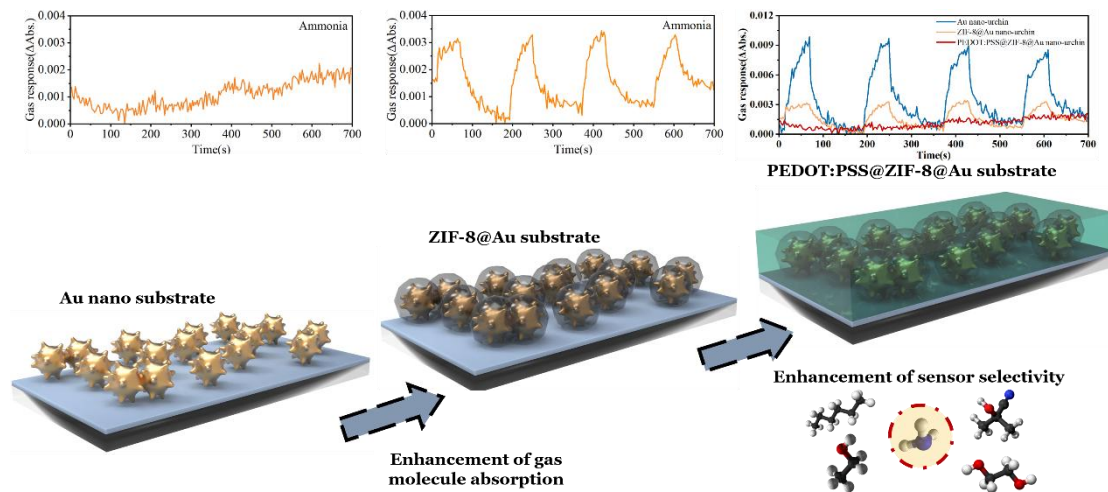 Ammonia
Gas response(ΔAbs.)
0.004
0.003
0.002
0.001
0.000
0 100 200 300 400 500 600 700
Time(s)
Ammonia
Gas response(ΔAbs.)
0.004
0.003
0.002
0.001
0.000
0 100 200 300 400 500 600 700
Time(s)
Au nano-urchin
ZIF-8@Au nano-urchin
PEDOT:PSS@ZIF-8@Au nano-urchin
Gas response(ΔAbs.)
0.012
0.009
0.006
0.003
0.000
0 100 200 300 400 500 600 700
Time(s)
PEDOT:PSS@ZIF-8@Au substrate
ZIF-8@Au substrate
Au nano substrate
Enhancement of gas
molecule absorption
Enhancement of sensor selectivity